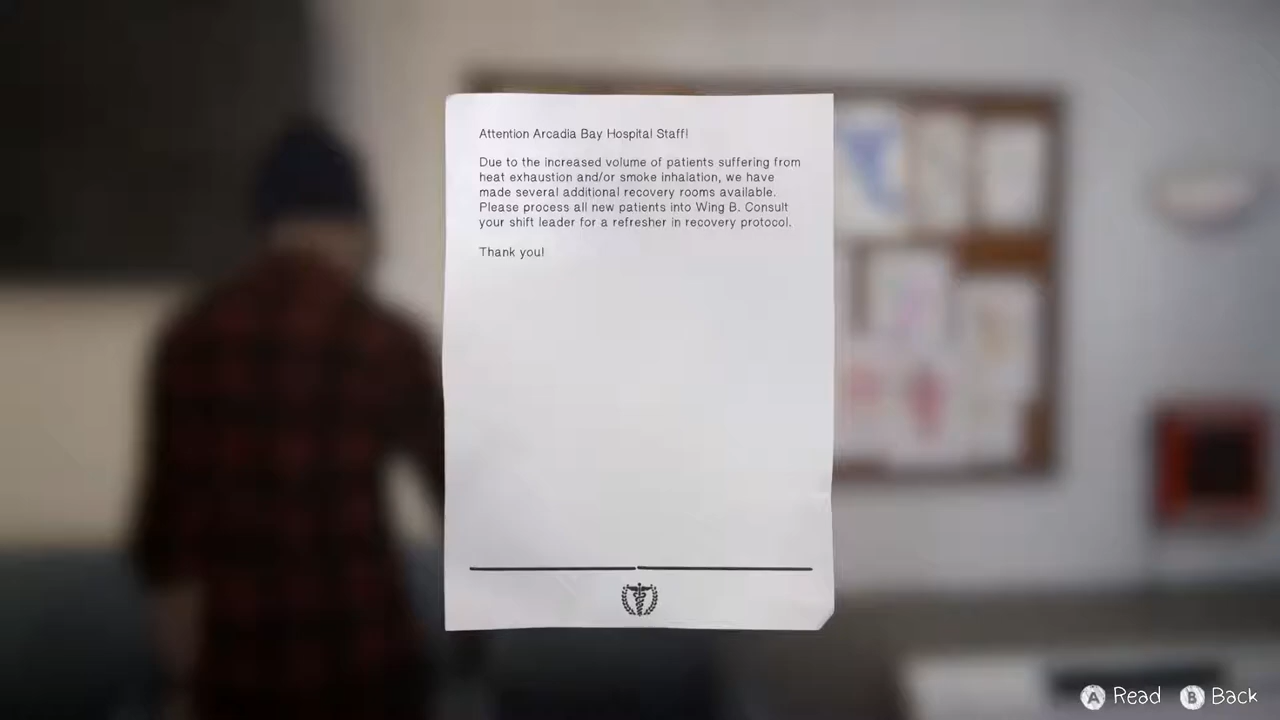 Attention Arcadia Bay Hospital Staff!
Due to the increased volume of patients suffering from
heat exhaustion and/or smoke inhalation, we have
made several additional recovery rooms available.
Please process all new patients into Wing B. Consult
your shift leader for a refresher in recovery protocol.
Thank you!
A Read B Back